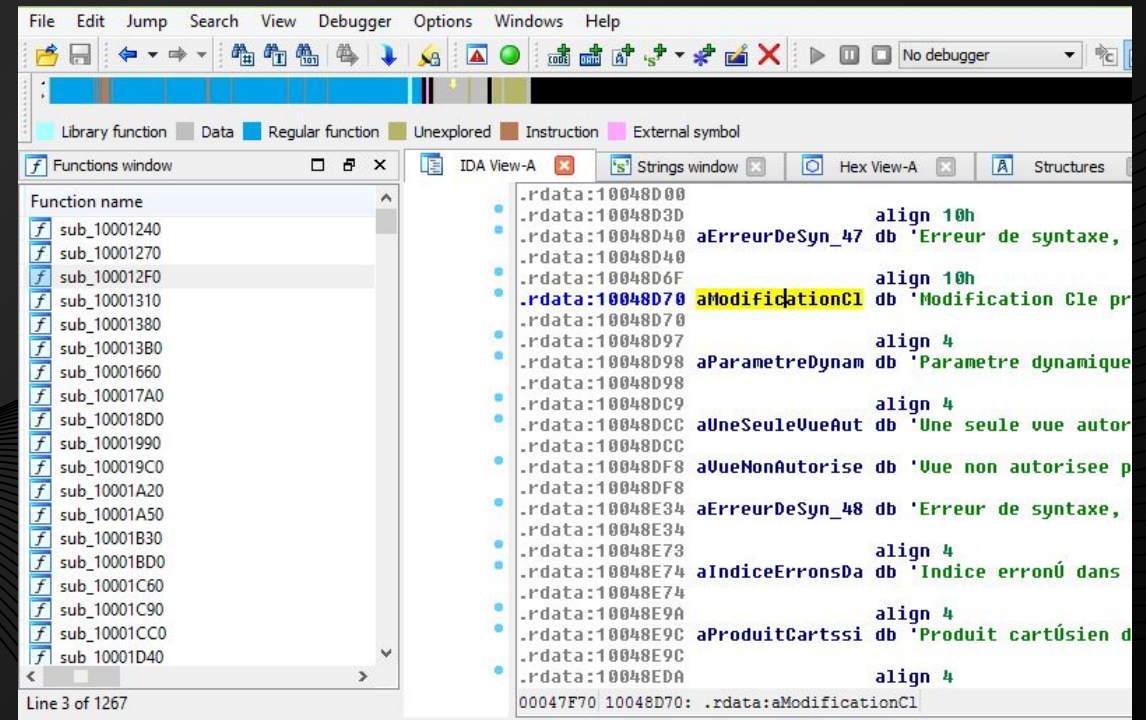 File Edit Jump Search View Debugger Options Windows Help
No debugger
Library function Data Regular function Unexplored Instruction External symbol
Functions window
IDA View-A Strings window Hex View-A Structures
Function name
sub_10001240
sub_10001270
sub_100012F0
sub_10001310
sub_10001380
sub_100013B0
sub_10001660
sub_100017A0
sub_100018D0
sub_10001990
sub_100019C0
sub_10001A20
sub_10001A50
sub_10001B30
sub_10001BD0
sub_10001C60
sub_10001C90
sub_10001CC0
sub_10001D40
Line 3 of 1267
.rdata:10048D00
.rdata:10048D3D align 10h
.rdata:10048D40 aErreurDeSyn_47 db 'Erreur de syntaxe,
.rdata:10048D40
.rdata:10048D6F align 10h
.rdata:10048D70 aModificationCl db 'Modification Cle pr
.rdata:10048D70
.rdata:10048D97 align 4
.rdata:10048D98 aParametreDynam db 'Parametre dynamique
.rdata:10048D98
.rdata:10048DC9 align 4
.rdata:10048DCC aUneSeuleVueAut db 'Une seule vue autor
.rdata:10048DCC
.rdata:10048DF8 aVueNonAutorise db 'Vue non autorisee p
.rdata:10048DF8
.rdata:10048E34 aErreurDeSyn_48 db 'Erreur de syntaxe,
.rdata:10048E34
.rdata:10048E73 align 4
.rdata:10048E74 aIndiceErronsDa db 'Indice erronÚ dans
.rdata:10048E74
.rdata:10048E9A align 4
.rdata:10048E9C aProduitCartssi db 'Produit cartÚsien d
.rdata:10048E9C
.rdata:10048EDA align 4
00047F70 10048D70: .rdata:aModificationCl